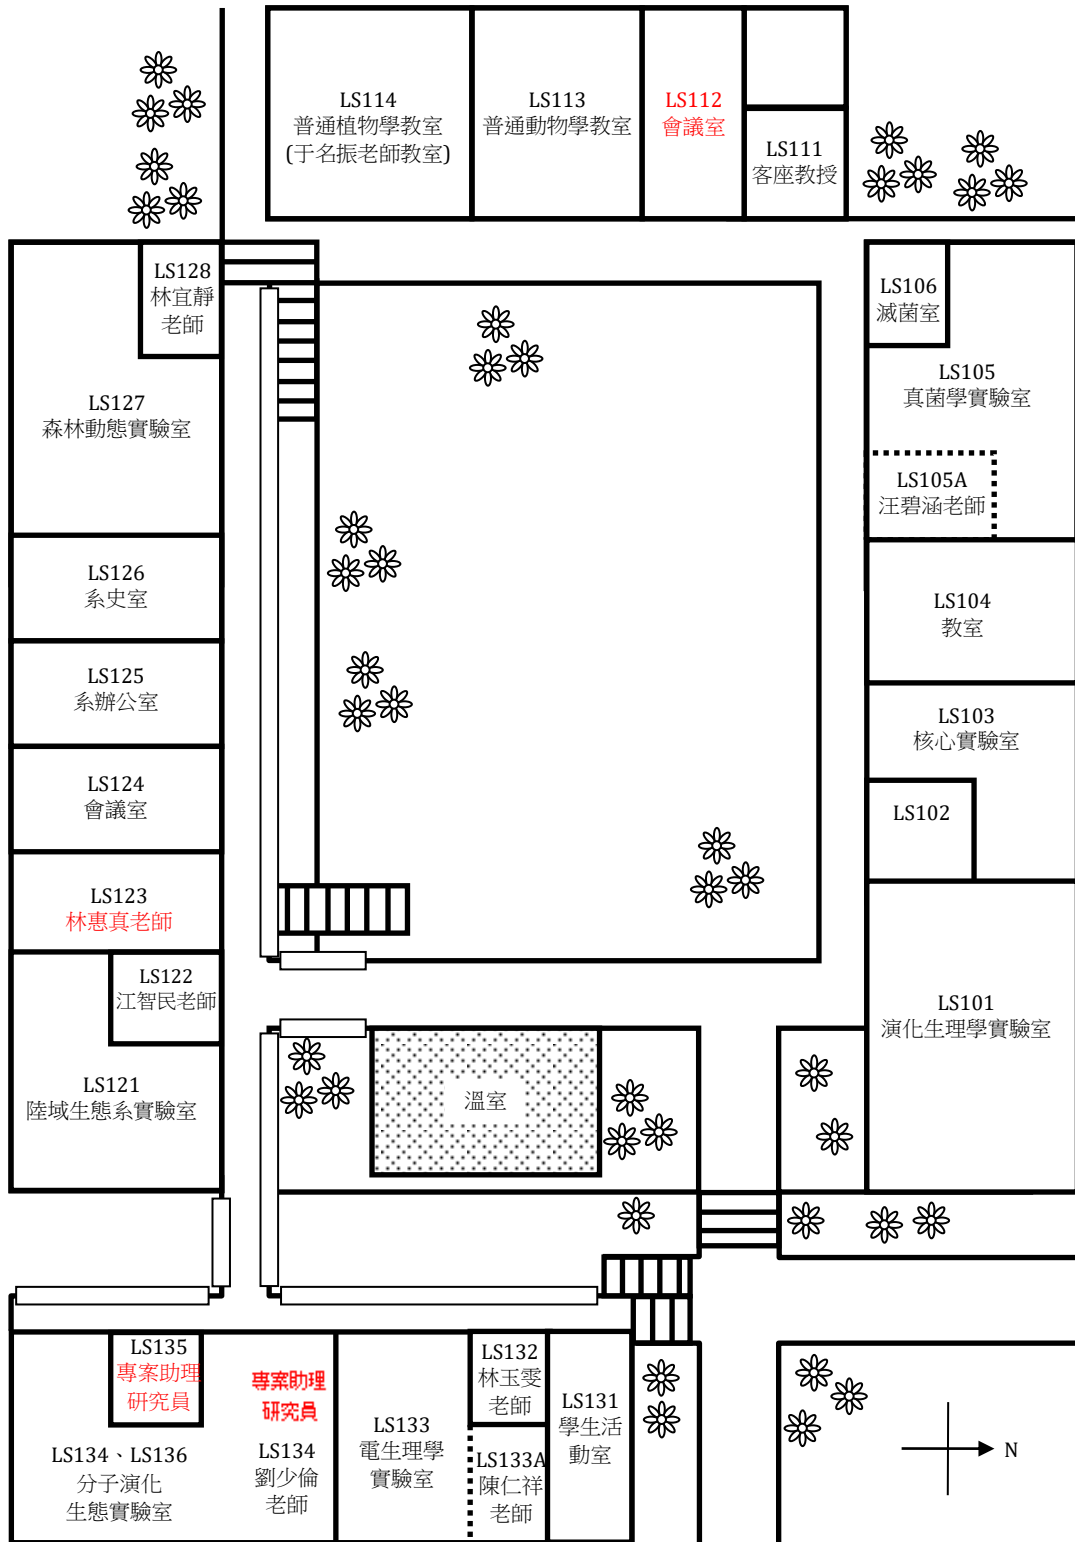 LS114
普通植物學教室
(于名振老師教室)
LS113
普通動物學教室
LS112
會議室
LS111
客座教授
LS128
林宜靜
老師
LS127
森林動態實驗室
LS126
系史室
LS125
系辦公室
LS124
會議室
LS123
林惠真老師
LS122
江智民老師
LS121
陸域生態系實驗室
LS106
滅菌室
LS105
真菌學實驗室
LS105A
汪碧涵老師
LS104
教室
LS103
核心實驗室
LS102
LS101
演化生理學實驗室
溫室
LS135
專案助理
研究員
LS134、LS136
分子演化
生態實驗室
專案助理
研究員
LS134
劉少倫
老師
LS133
電生理學
實驗室
LS132
林玉雯
老師
LS133A
陳仁祥
老師
LS131
學生活
動室
N